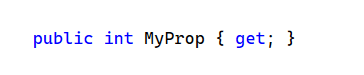 public int MyProp { get; }